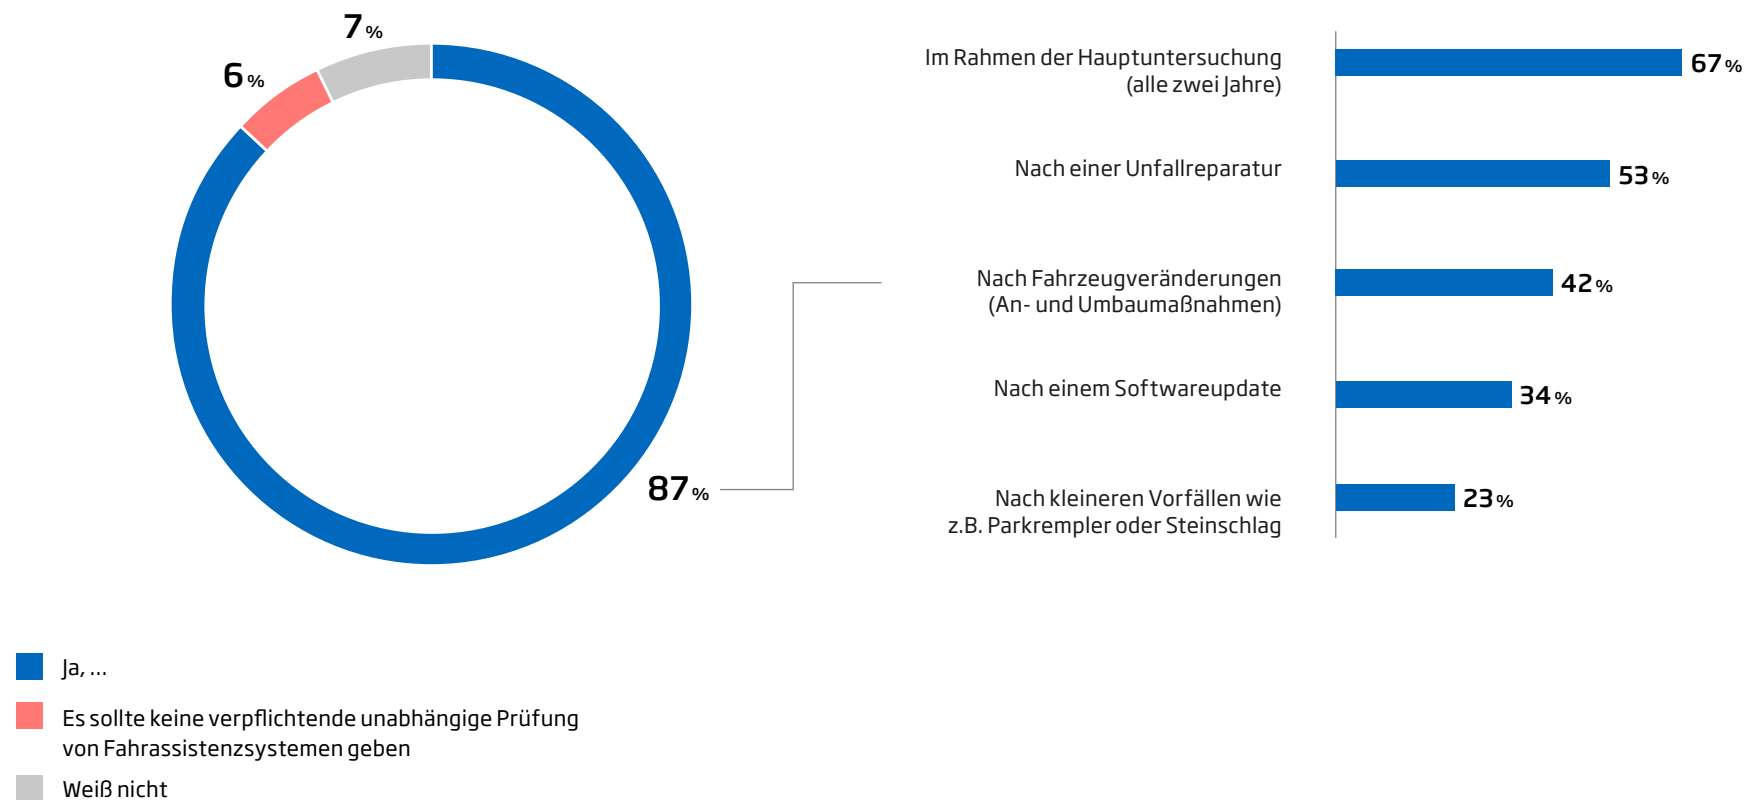 7 %
6 %
87 %
Im Rahmen der Hauptuntersuchung
(alle zwei Jahre)
67 %
Nach einer Unfallreparatur
53 %
Nach Fahrzeugveränderungen
(An- und Umbaumaßnahmen)
42 %
Nach einem Softwareupdate
34 %
Nach kleineren Vorfällen wie
z.B. Parkrempler oder Steinschlag
23 %
Ja, ...
Es sollte keine verpflichtende unabhängige Prüfung
von Fahrassistenzsystemen geben
Weiß nicht